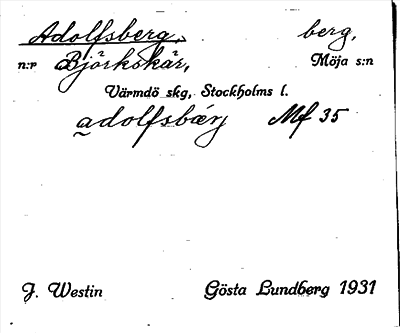 Adolfsberg, berg,
n:r Björkskär, Möja s:n
Värmdö skg, Stockholms l.
adolfsbærj Mf 35
J. Westin Gösta Lundberg 1931